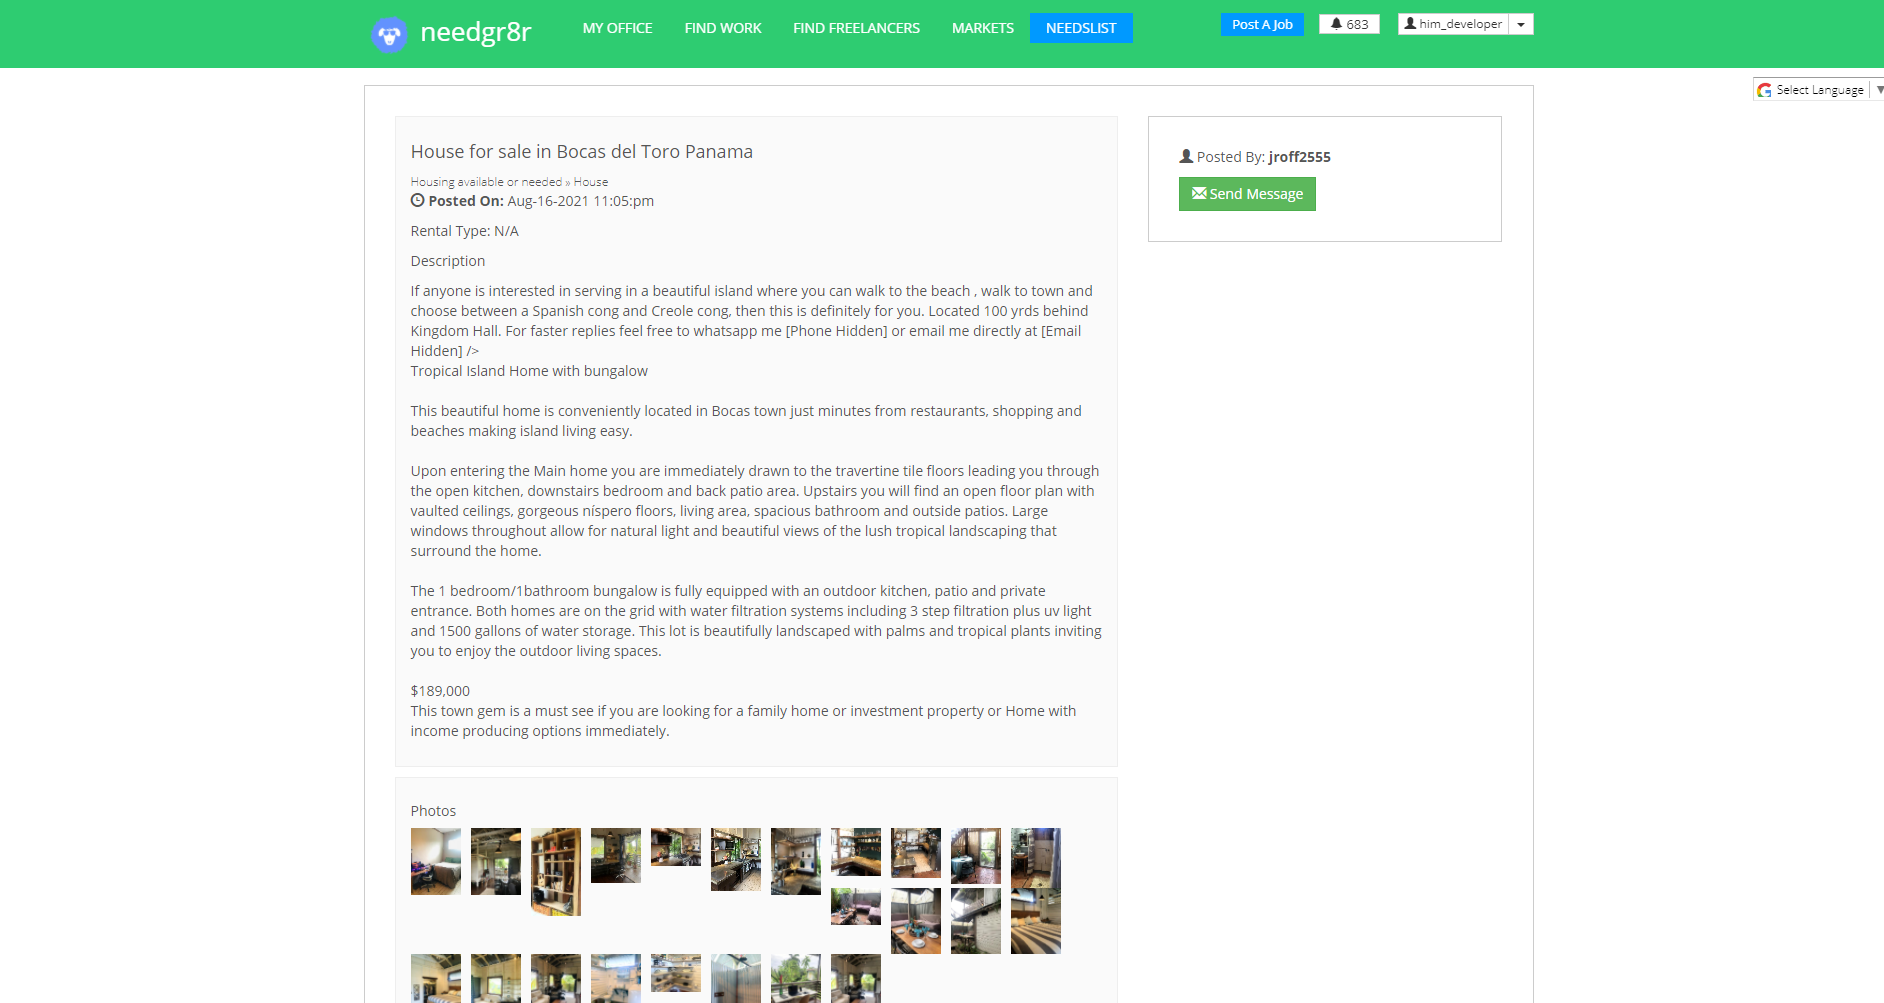 needgr8r
MY OFFICE
FIND WORK
FIND FREELANCERS
MARKETS
NEEDSLIST
Post A Job
683
him_developer
Select Language
House for sale in Bocas del Toro Panama
Housing available or needed » House
Posted On: Aug-16-2021 11:05:pm
Rental Type: N/A
Description
If anyone is interested in serving in a beautiful island where you can walk to the beach , walk to town and
choose between a Spanish cong and Creole cong, then this is definitely for you. Located 100 yrds behind
Kingdom Hall. For faster replies feel free to whatsapp me [Phone Hidden] or email me directly at [Email
Hidden] />
Tropical Island Home with bungalow
This beautiful home is conveniently located in Bocas town just minutes from restaurants, shopping and
beaches making island living easy.
Upon entering the Main home you are immediately drawn to the travertine tile floors leading you through
the open kitchen, downstairs bedroom and back patio area. Upstairs you will find an open floor plan with
vaulted ceilings, gorgeous níspero floors, living area, spacious bathroom and outside patios. Large
windows throughout allow for natural light and beautiful views of the lush tropical landscaping that
surround the home.
The 1 bedroom/1bathroom bungalow is fully equipped with an outdoor kitchen, patio and private
entrance. Both homes are on the grid with water filtration systems including 3 step filtration plus uv light
and 1500 gallons of water storage. This lot is beautifully landscaped with palms and tropical plants inviting
you to enjoy the outdoor living spaces.
$189,000
This town gem is a must see if you are looking for a family home or investment property or Home with
income producing options immediately.
Photos
Posted By: jroff2555
Send Message